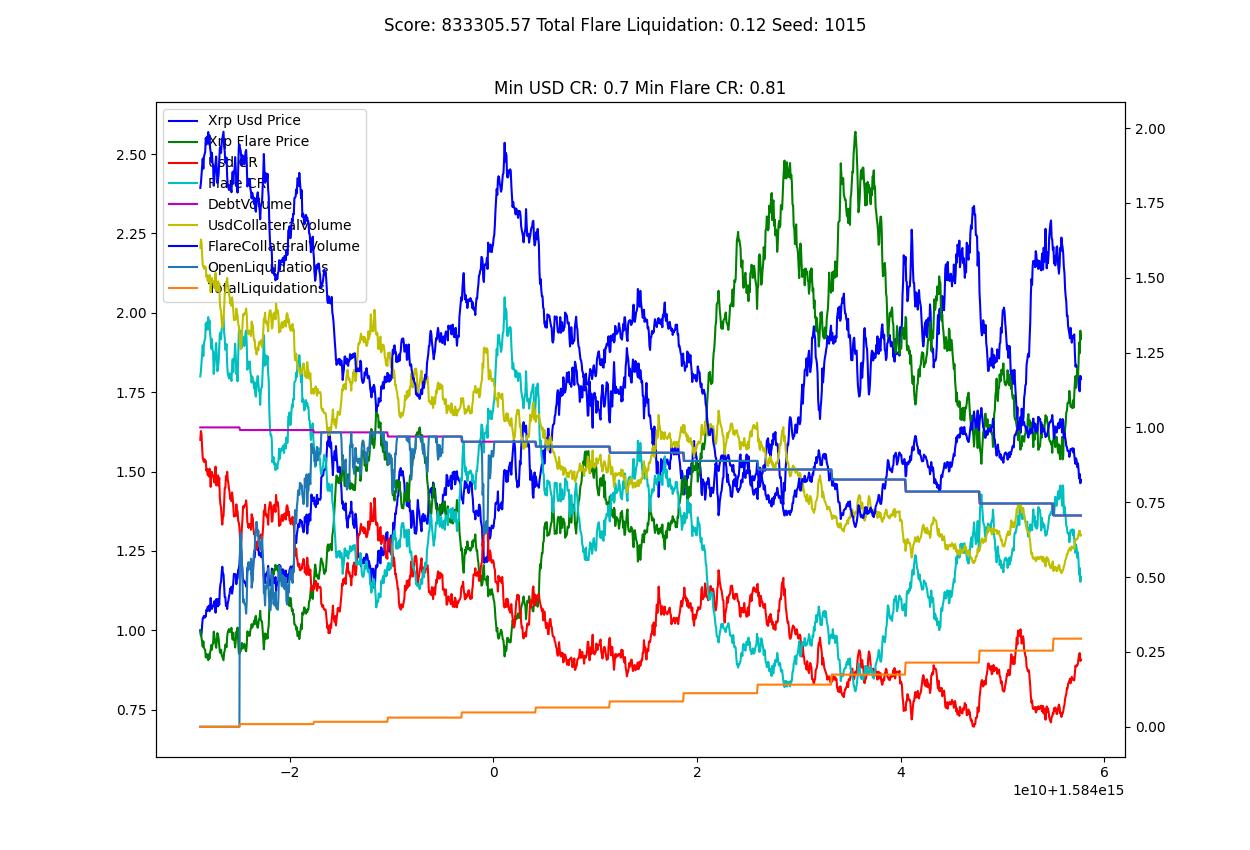 Score: 833305.57 Total Flare Liquidation: 0.12 Seed: 1015
Min USD CR: 0.7 Min Flare CR: 0.81
Xrp Usd Price
Xrp Flare Price
Usd CR
Flare CR
DebtVolume
UsdCollateralVolume
FlareCollateralVolume
OpenLiquidations
TotalLiquidations
2.50
2.25
2.00
1.75
1.50
1.25
1.00
0.75
2.00
1.75
1.50
1.25
1.00
0.75
0.50
0.25
0.00
−2 0 2 4 6
1e10+1.584e15